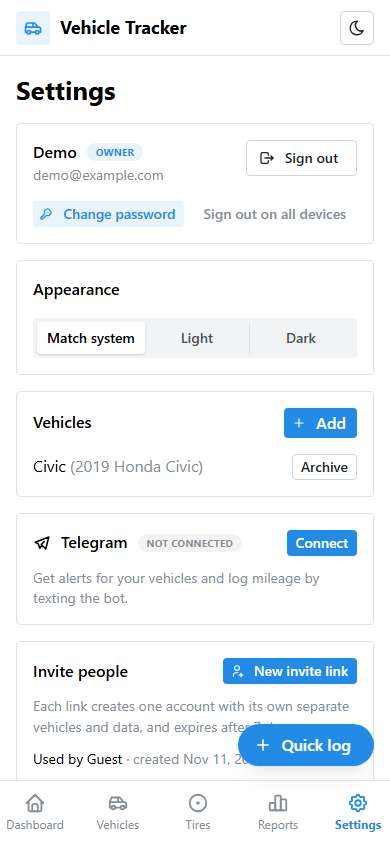 Vehicle Tracker
Settings
Demo OWNER
Sign out
demo@example.com
Change password
Sign out on all devices
Appearance
Match system
Light
Dark
Vehicles
Add
Civic (2019 Honda Civic)
Archive
Telegram NOT CONNECTED
Connect
Get alerts for your vehicles and log mileage by
texting the bot.
Invite people
New invite link
Each link creates one account with its own separate
vehicles and data, and expires after
Used by Guest · created Nov 11,
Quick log
Dashboard
Vehicles
Tires
Reports
Settings